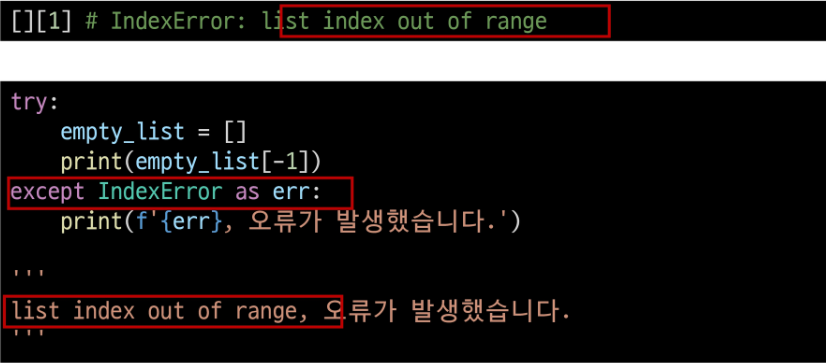 [][1] # IndexError: list index out of range
try:
    empty_list = []
    print(empty_list[-1])
except IndexError as err:
    print(f'{err}, 오류가 발생했습니다.')
'''
list index out of range, 오류가 발생했습니다.
'''